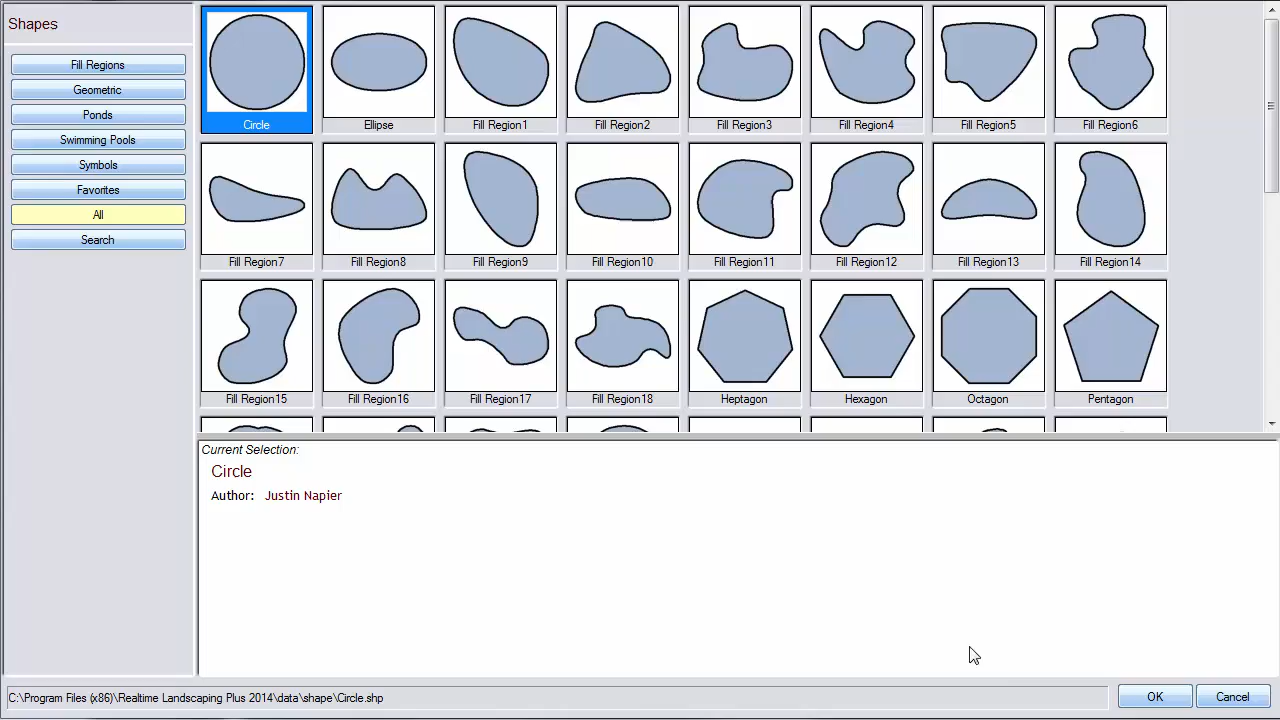 Shapes
Fill Regions
Geometric
Ponds
Swimming Pools
Symbols
Favorites
All
Search
Circle
Ellipse
Fill Region1
Fill Region2
Fill Region3
Fill Region4
Fill Region5
Fill Region6
Fill Region7
Fill Region8
Fill Region9
Fill Region10
Fill Region11
Fill Region12
Fill Region13
Fill Region14
Fill Region15
Fill Region16
Fill Region17
Fill Region18
Heptagon
Hexagon
Octagon
Pentagon
Current Selection:
Circle
Author: Justin Napier
C:\Program Files (x86)\Realtime Landscaping Plus 2014\data\shape\Circle.shp
OK
Cancel